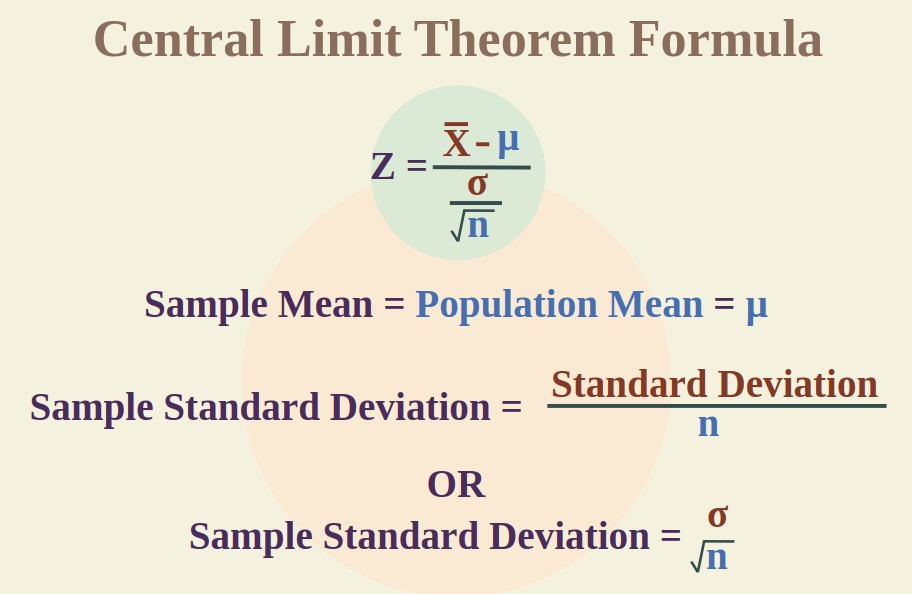 Central Limit Theorem Formula
Z = X̅ - μ
σ
√n
Sample Mean = Population Mean = μ
Sample Standard Deviation = Standard Deviation
n
OR
Sample Standard Deviation = σ
√n